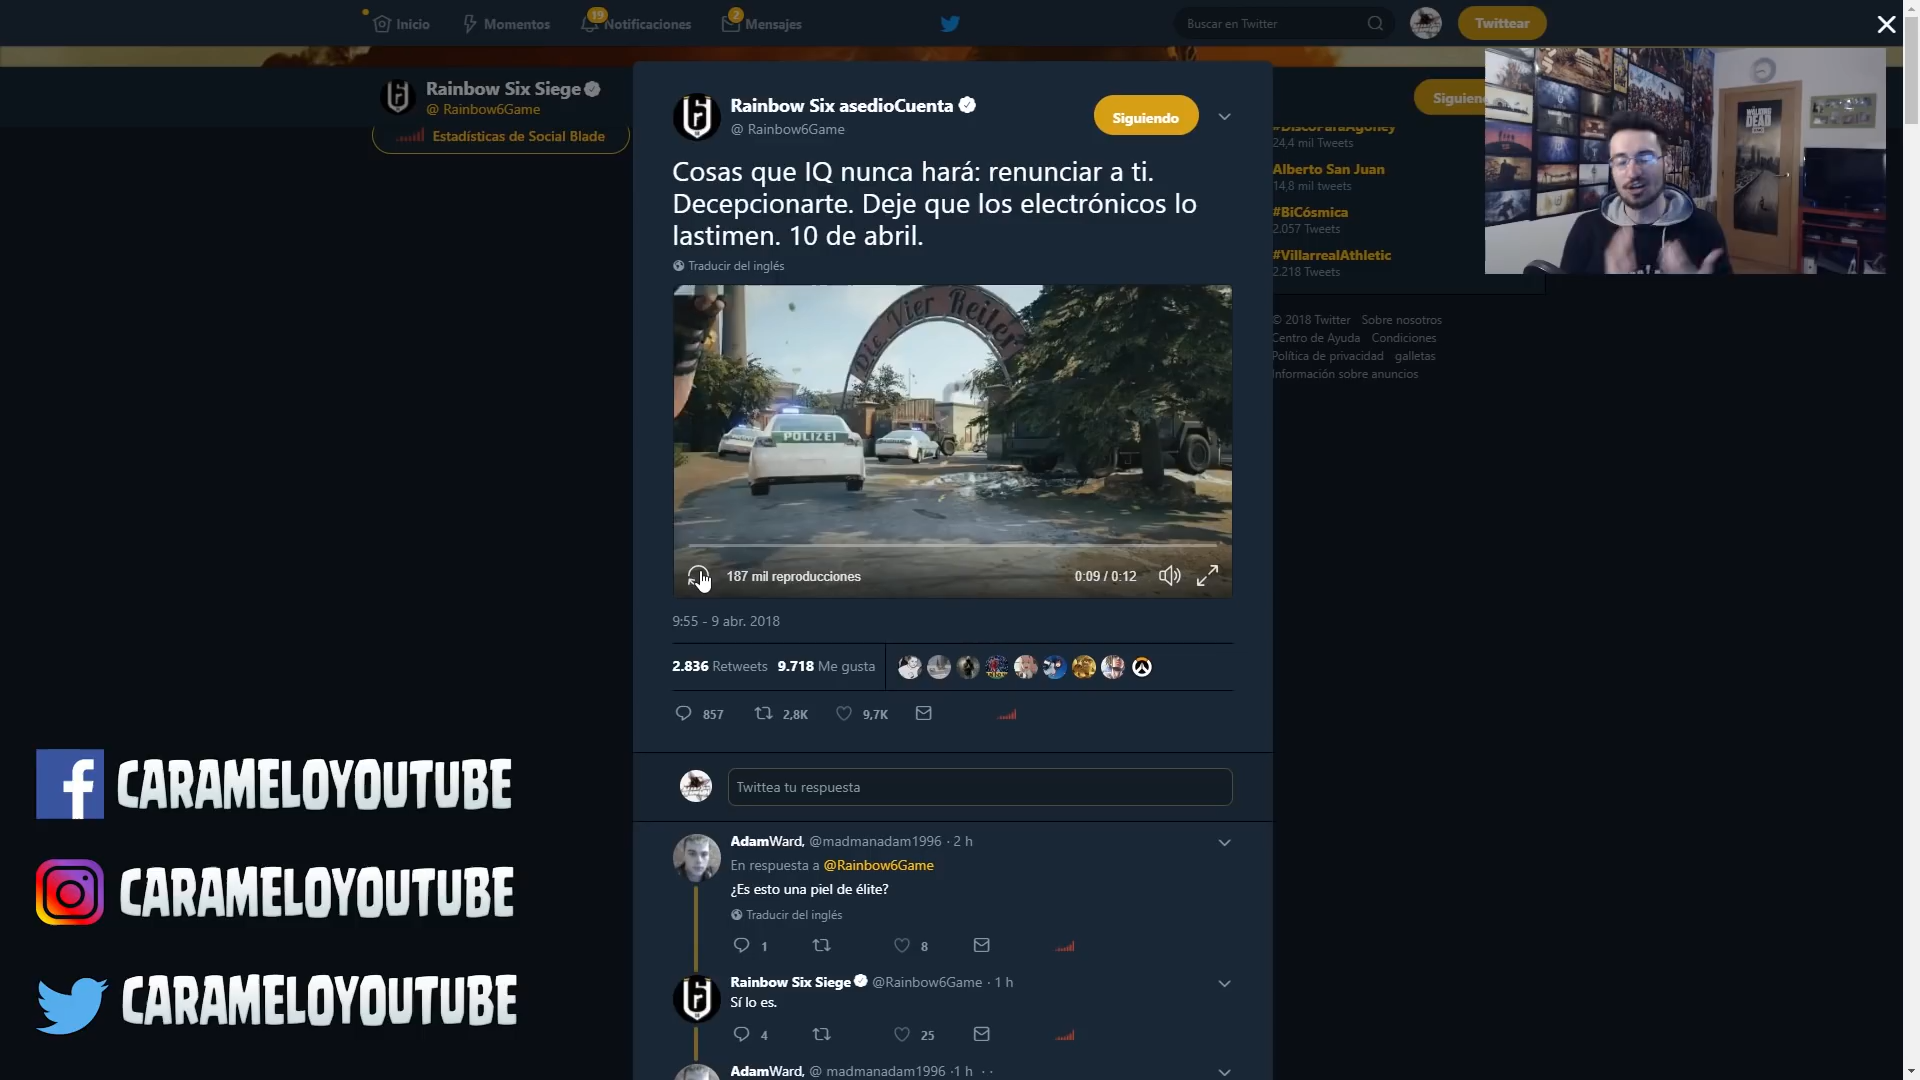 Inicio
Momentos
19
Notificaciones
2
Mensajes
Buscar en Twitter
Twittear
Rainbow Six Siege
@ Rainbow6Game
Estadísticas de Social Blade
Rainbow Six asedioCuenta
@ Rainbow6Game
Siguiendo
Cosas que IQ nunca hará: renunciar a ti.
Decepcionarte. Deje que los electrónicos lo
lastimen. 10 de abril.
Traducir del inglés
Die Vier Reiter
POLIZEI
187 mil reproducciones
0:09 / 0:12
9:55 - 9 abr. 2018
2.836 Retweets 9.718 Me gusta
857
2,8K
9,7K
Twittea tu respuesta
AdamWard, @madmanadam1996 · 2 h
En respuesta a @Rainbow6Game
¿Es esto una piel de élite?
Traducir del inglés
1
8
Rainbow Six Siege @Rainbow6Game · 1 h
Sí lo es.
4
25
AdamWard, @ madmanadam1996 ·1 h · ·
#DiscoParaAgoney
24,4 mil Tweets
Alberto San Juan
14,8 mil tweets
#BiCósmica
2.057 Tweets
#VillarrealAthletic
2.218 Tweets
© 2018 Twitter Sobre nosotros
Centro de Ayuda Condiciones
Política de privacidad galletas
Información sobre anuncios
WALKING
DEAD
CARAMELOYOUTUBE
CARAMELOYOUTUBE
CARAMELOYOUTUBE